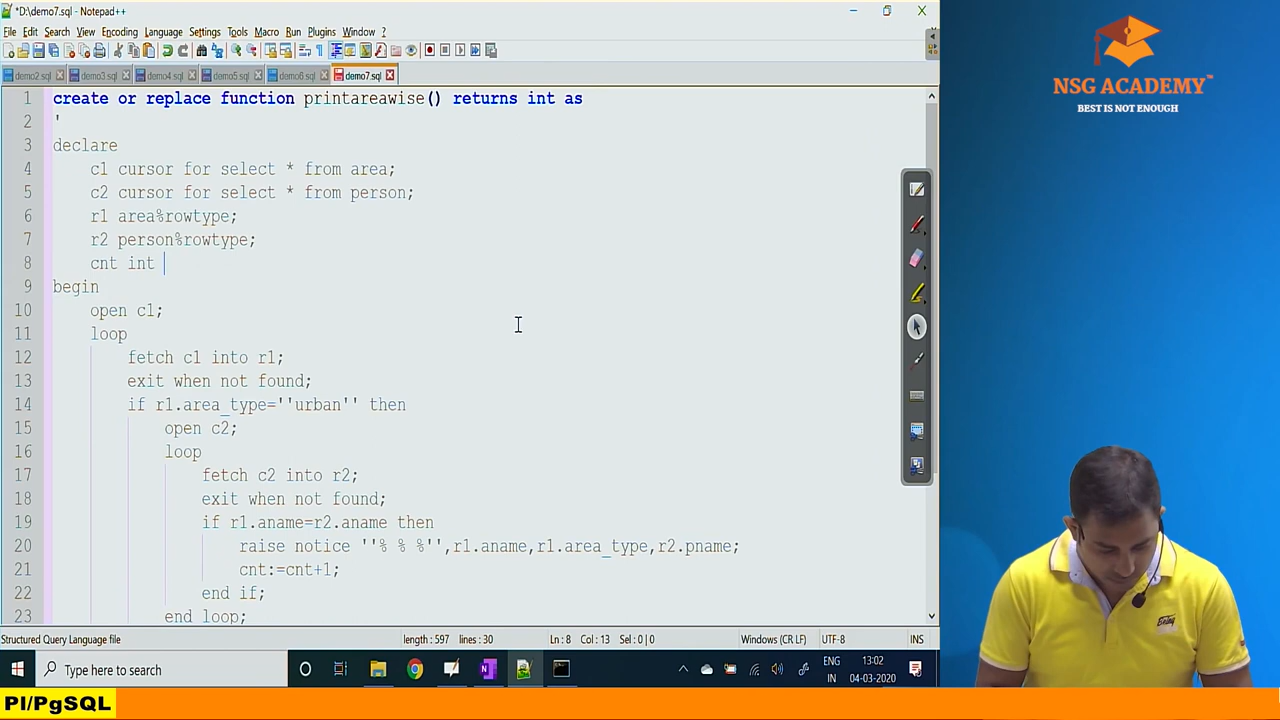 *D:\demo7.sql - Notepad++
File Edit Search View Encoding Language Settings Tools Macro Run Plugins Window ?
demo2.sql demo3.sql demo4.sql demo5.sql demo6.sql demo7.sql
1 create or replace function printareawise() returns int as
2 '
3 declare
4 c1 cursor for select * from area;
5 c2 cursor for select * from person;
6 r1 area%rowtype;
7 r2 person%rowtype;
8 cnt int
9 begin
10 open c1;
11 loop
12 fetch c1 into r1;
13 exit when not found;
14 if r1.area_type=''urban'' then
15 open c2;
16 loop
17 fetch c2 into r2;
18 exit when not found;
19 if r1.aname=r2.aname then
20 raise notice ''% % %'',r1.aname,r1.area_type,r2.pname;
21 cnt:=cnt+1;
22 end if;
23 end loop;
Structured Query Language file length : 597 lines : 30 Ln : 8 Col : 13 Sel : 0 | 0 Windows (CR LF) UTF-8 INS
Type here to search
ENG
IN
13:02
04-03-2020
NSG ACADEMY™
BEST IS NOT ENOUGH
Being
Pl/PgSQL